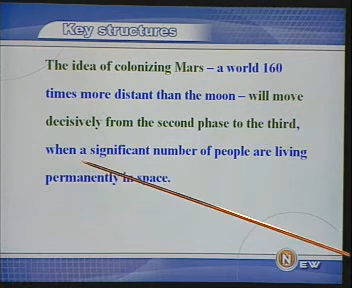 Key structures
The idea of colonizing Mars – a world 160
times more distant than the moon – will move
decisively from the second phase to the third,
when a significant number of people are living
permanently in space.
NEW